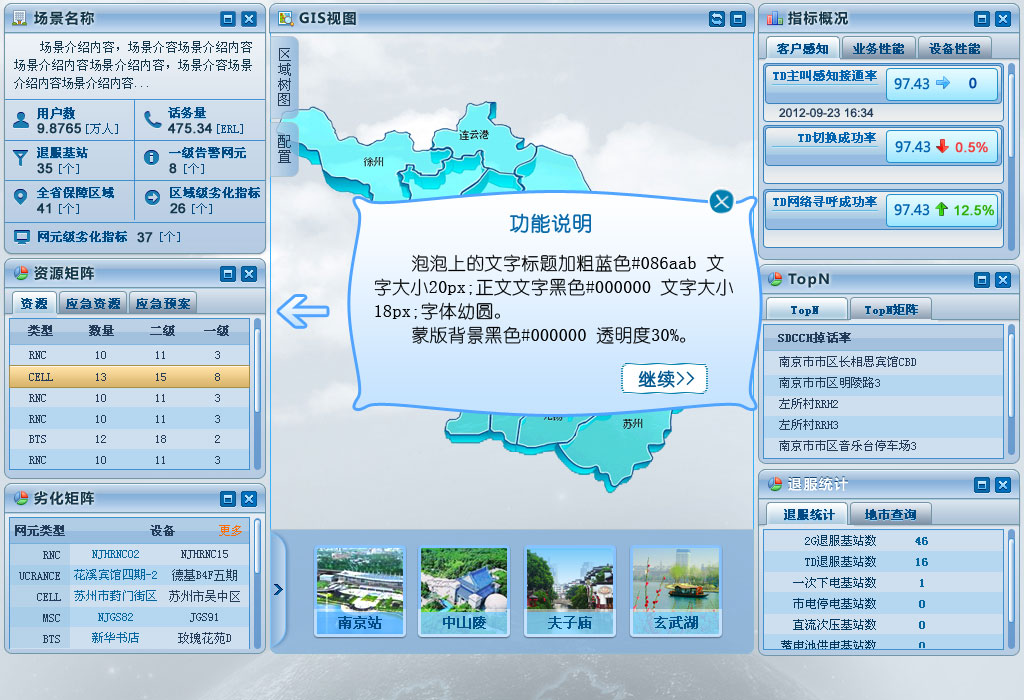 场景名称
场景介绍内容，场景介容场景介绍内容
场景介绍内容场景介绍内容，场景介容场景
介绍内容场景介绍内容...
用户数
9.8765 [万人]
话务量
475.34 [ERL]
退服基站
35 [个]
一级告警网元
8 [个]
全省保障区域
41 [个]
区域级劣化指标
26 [个]
网元级劣化指标 37 [个]
资源矩阵
资源 应急资源 应急预案
类型 数量 二级 一级
RNC 10 11 3
CELL 13 15 8
RNC 10 11 3
RNC 10 11 3
BTS 12 18 2
RNC 10 11 3
劣化矩阵
网元类型 设备 更多
RNC NJHRNC02 NJHRNC15
UCRANCE 花溪宾馆四期-2 德基B4F五期
CELL 苏州市葑门街区 苏州市吴中区
MSC NJGS82 JGS91
BTS 新华书店 玫瑰花苑D
GIS视图
区域树图
配置
连云港
徐州
功能说明
泡泡上的文字标题加粗蓝色#086aab 文
字大小20px;正文文字黑色#000000 文字大小
18px;字体幼圆。
蒙版背景黑色#000000 透明度30%。
继续>>
苏州
南京站
中山陵
夫子庙
玄武湖
指标概况
客户感知 业务性能 设备性能
TD主叫感知接通率 97.43 0
2012-09-23 16:34
TD切换成功率 97.43 0.5%
TD网络寻呼成功率 97.43 12.5%
TopN
TopN TopN矩阵
SDCCH掉话率
南京市市区长相思宾馆CBD
南京市市区明陵路3
左所村RRH2
左所村RRH3
南京市市区音乐台停车场3
退服统计
退服统计 地市查询
2G退服基站数 46
TD退服基站数 16
一次下电基站数 1
市电停电基站数 0
直流欠压基站数 0
蓄电池供电基站数 0